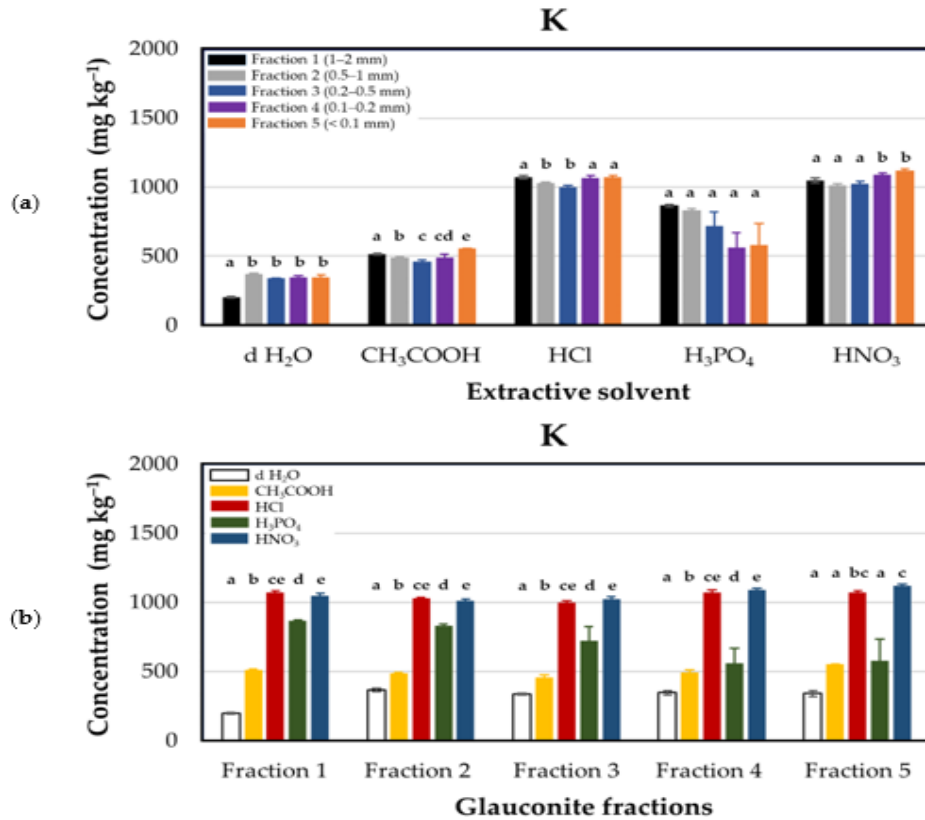 K
(a)
Concentration (mg kg⁻¹)
2000
1500
1000
500
0
Fraction 1 (1–2 mm)
Fraction 2 (0.5–1 mm)
Fraction 3 (0.2–0.5 mm)
Fraction 4 (0.1–0.2 mm)
Fraction 5 (< 0.1 mm)
a b b b b
a b c cd e
a b b a a
a a a a a
a a a b b
d H₂O CH₃COOH HCl H₃PO₄ HNO₃
Extractive solvent
K
(b)
Concentration (mg kg⁻¹)
2000
1500
1000
500
0
d H₂O
CH₃COOH
HCl
H₃PO₄
HNO₃
a b ce d e
a b ce d e
a b ce d e
a b ce d e
a a bc a c
Fraction 1 Fraction 2 Fraction 3 Fraction 4 Fraction 5
Glauconite fractions